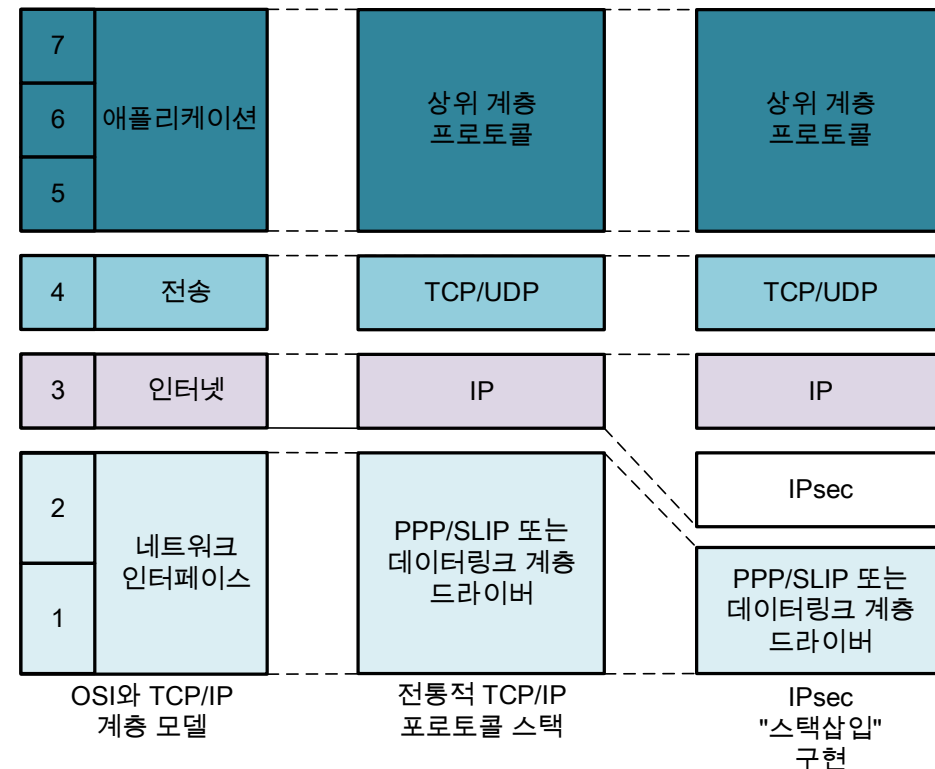 7
6
5
애플리케이션
상위 계층
프로토콜
상위 계층
프로토콜
4
전송
TCP/UDP
TCP/UDP
3
인터넷
IP
IP
2
1
네트워크
인터페이스
PPP/SLIP 또는
데이터링크 계층
드라이버
IPsec
PPP/SLIP 또는
데이터링크 계층
드라이버
OSI와 TCP/IP
계층 모델
전통적 TCP/IP
포로토콜 스택
IPsec
"스택삽입"
구현